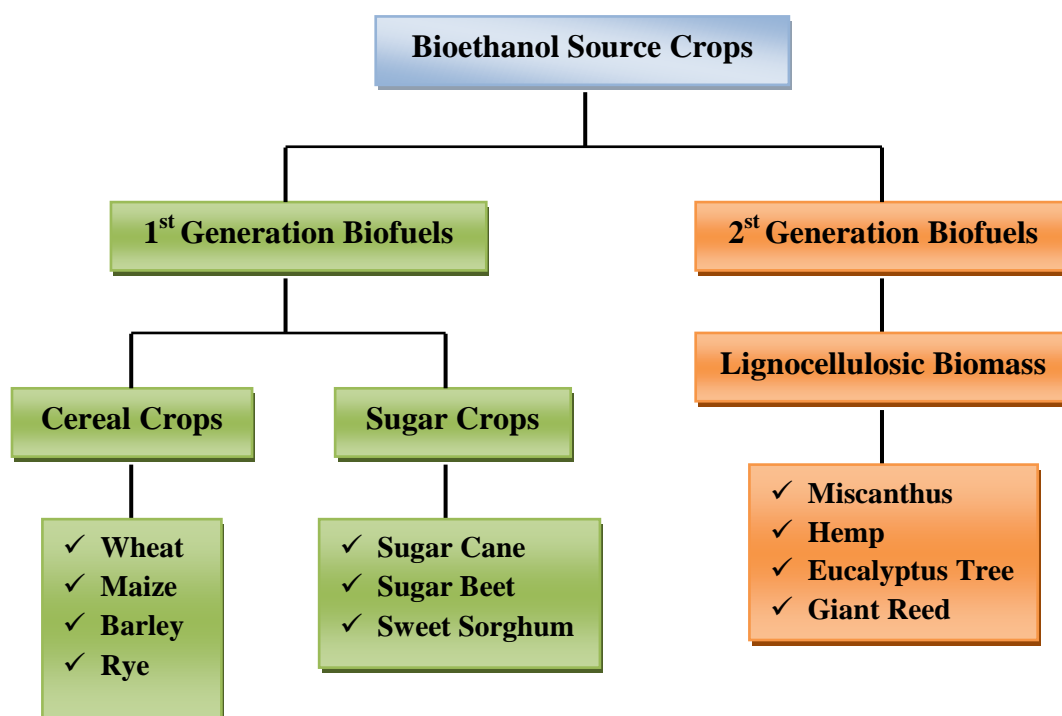 Bioethanol Source Crops
1st Generation Biofuels
2st Generation Biofuels
Lignocellulosic Biomass
Cereal Crops
Sugar Crops
✓ Wheat
✓ Maize
✓ Barley
✓ Rye
✓ Sugar Cane
✓ Sugar Beet
✓ Sweet Sorghum
✓ Miscanthus
✓ Hemp
✓ Eucalyptus Tree
✓ Giant Reed